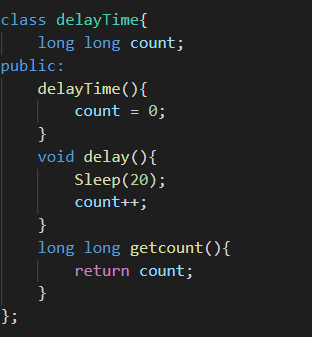 class delayTime{
    long long count;
public:
    delayTime(){
        count = 0;
    }
    void delay(){
        Sleep(20);
        count++;
    }
    long long getcount(){
        return count;
    }
};